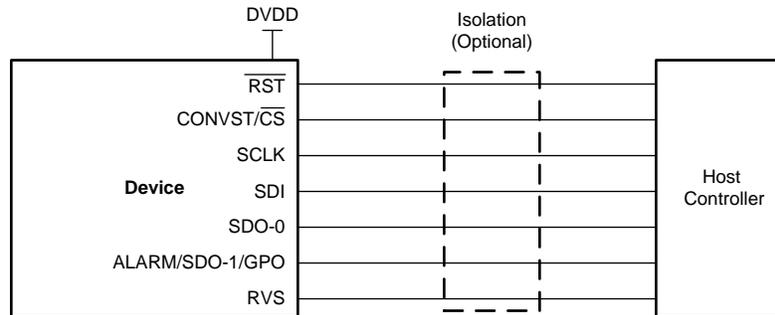 DVDD
Isolation
(Optional)
RST
CONVST/CS
SCLK
Device
SDI
Host
Controller
SDO-0
ALARM/SDO-1/GPO
RVS